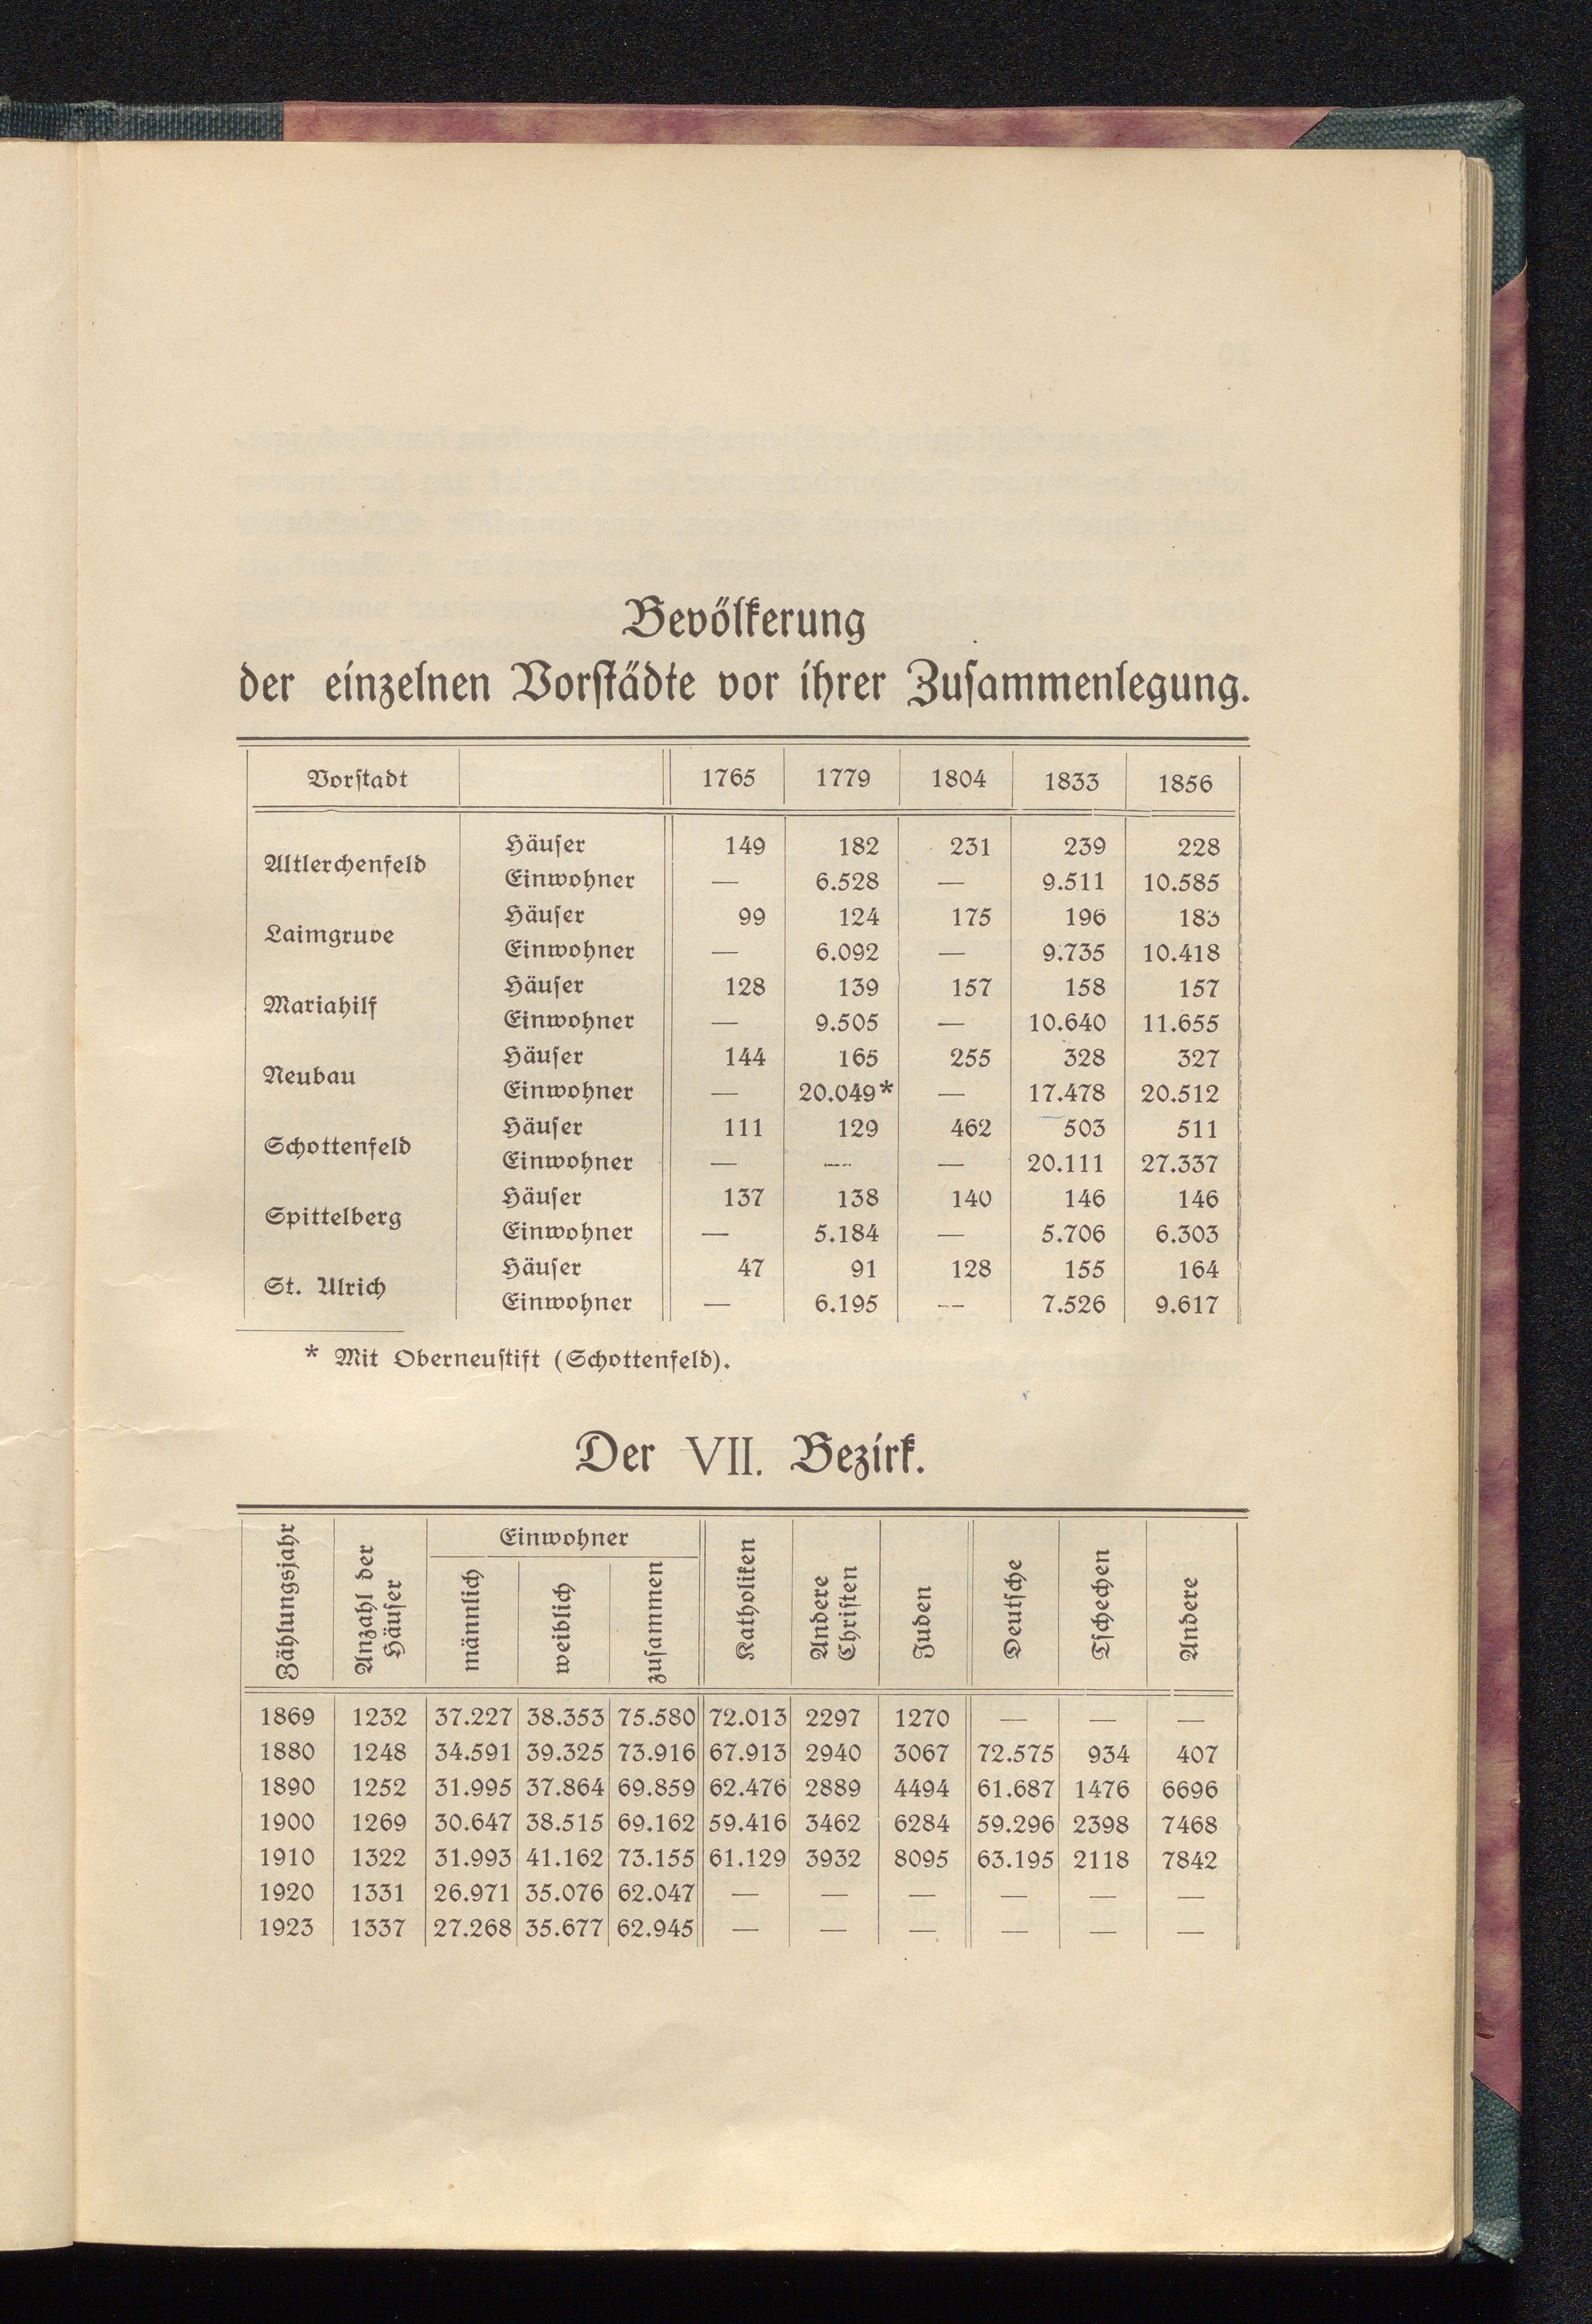 Bevölkerung
der einzelnen Vorstädte vor ihrer Zusammenlegung.
Vorstadt 1765 1779 1804 1833 1856
Altlerchenfeld Häuser 149 182 231 239 228
Einwohner — 6.528 — 9.511 10.585
Laimgrube Häuser 99 124 175 196 183
Einwohner — 6.092 — 9.735 10.418
Mariahilf Häuser 128 139 157 158 157
Einwohner — 9.505 — 10.640 11.655
Neubau Häuser 144 165 255 328 327
Einwohner — 20.049* — 17.478 20.512
Schottenfeld Häuser 111 129 462 503 511
Einwohner — — — 20.111 27.337
Spittelberg Häuser 137 138 140 146 146
Einwohner — 5.184 — 5.706 6.303
St. Ulrich Häuser 47 91 128 155 164
Einwohner — 6.195 — 7.526 9.617
* Mit Oberneustift (Schottenfeld).
Der VII. Bezirk.
Zählungsjahr
Anzahl der
Häuser
Einwohner
männlich
weiblich
zusammen
Katholiken
Andere
Christen
Juden
Deutsche
Tschechen
Andere
1869 1232 37.227 38.353 75.580 72.013 2297 1270 — — —
1880 1248 34.591 39.325 73.916 67.913 2940 3067 72.575 934 407
1890 1252 31.995 37.864 69.859 62.476 2889 4494 61.687 1476 6696
1900 1269 30.647 38.515 69.162 59.416 3462 6284 59.296 2398 7468
1910 1322 31.993 41.162 73.155 61.129 3932 8095 63.195 2118 7842
1920 1331 26.971 35.076 62.047 — — — — — —
1923 1337 27.268 35.677 62.945 — — — — — —